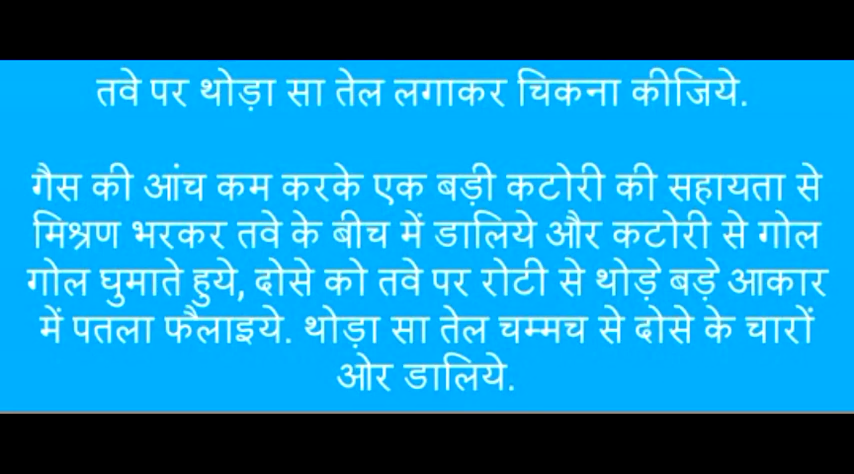 तवे पर थोड़ा सा तेल लगाकर चिकना कीजिये.
गैस की आंच कम करके एक बड़ी कटोरी की सहायता से
मिश्रण भरकर तवे के बीच में डालिये और कटोरी से गोल
गोल घुमाते हुये, दोसे को तवे पर रोटी से थोड़े बड़े आकार
में पतला फैलाइये. थोड़ा सा तेल चम्मच से दोसे के चारों
ओर डालिये.